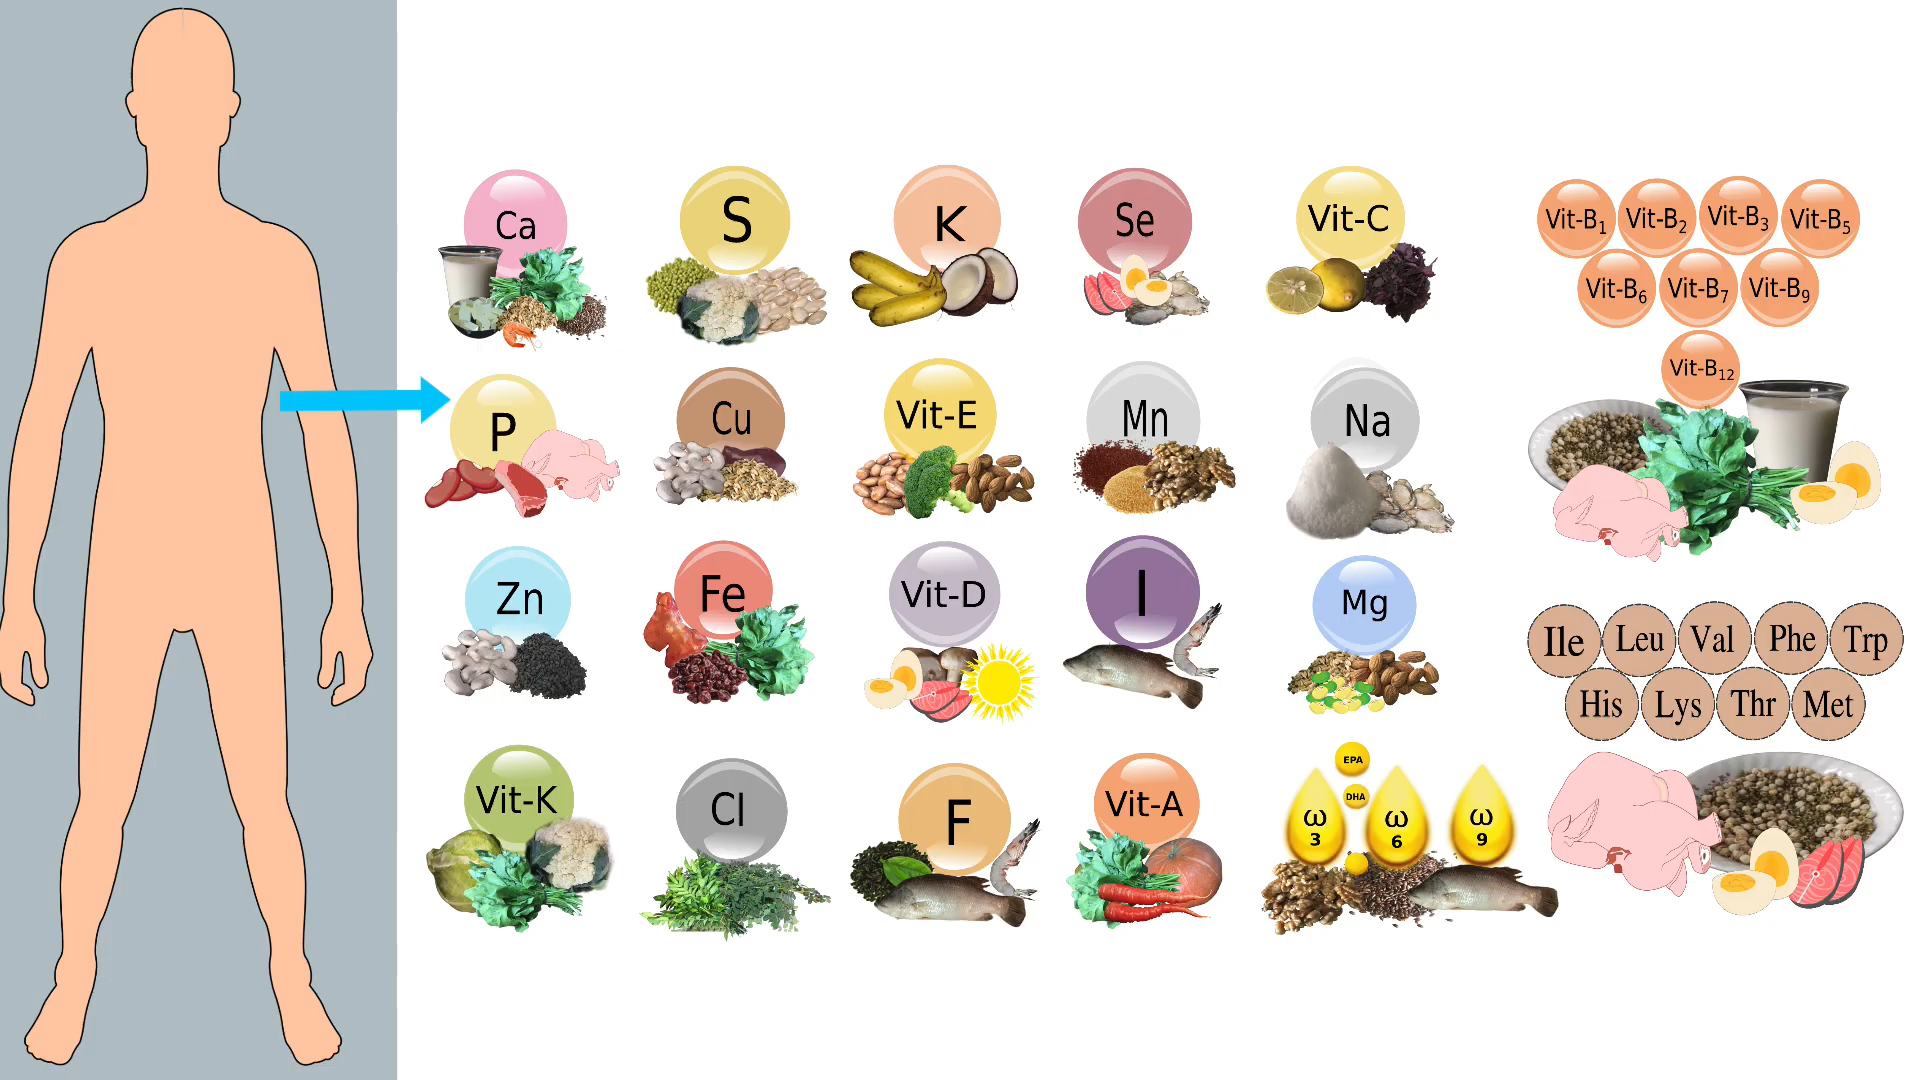 Ca
S
K
Se
Vit-C
P
Cu
Vit-E
Mn
Na
Zn
Fe
Vit-D
I
Mg
Vit-K
Cl
F
Vit-A
EPA
DHA
ω ω ω
3 6 9
Vit-B₁ Vit-B₂ Vit-B₃ Vit-B₅
Vit-B₆ Vit-B₇ Vit-B₉
Vit-B₁₂
Ile Leu Val Phe Trp
His Lys Thr Met